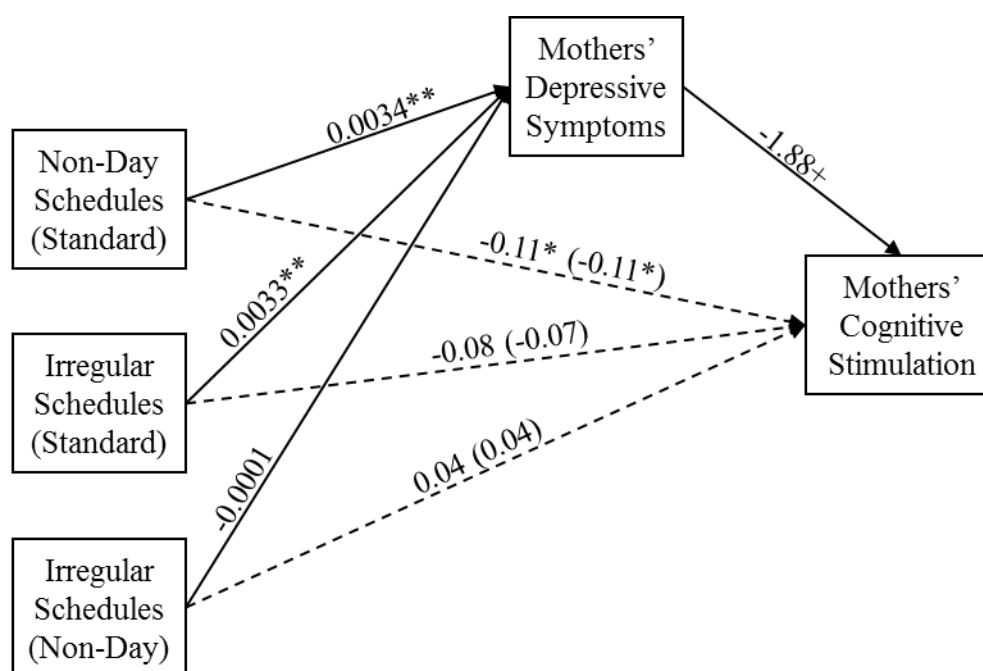 Mothers’
Depressive
Symptoms
0.0034**
-1.88+
Non-Day
Schedules
(Standard)
-0.11* (-0.11*)
0.0033**
Mothers’
Cognitive
Stimulation
-0.08 (-0.07)
Irregular
Schedules
(Standard)
0.04 (0.04)
-0.0001
Irregular
Schedules
(Non-Day)